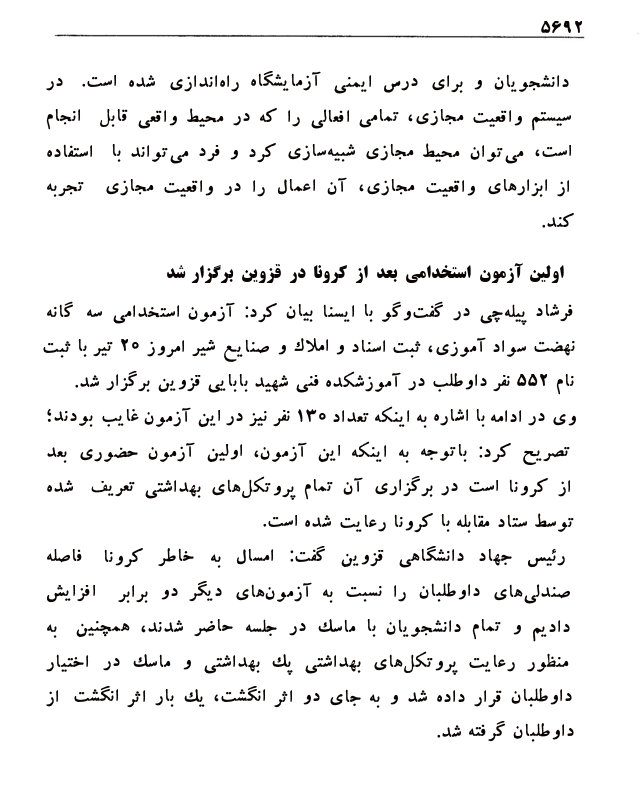 ۵۶۹۲
دانشجویان و برای درس ایمنی آزمایشگاه راه‌اندازی شده است. در
سیستم واقعیت مجازی، تمامی افعالی را که در محیط واقعی قابل انجام
است، می‌توان محیط مجازی شبیه‌سازی کرد و فرد می‌تواند با استفاده
از ابزارهای واقعیت مجازی، آن اعمال را در واقعیت مجازی تجربه
کند.
اولین آزمون استخدامی بعد از کرونا در قزوین برگزار شد
فرشاد پیله‌چی در گفت‌وگو با ایسنا بیان کرد: آزمون استخدامی سه گانه
نهضت سواد آموزی، ثبت اسناد و املاك و صنایع شیر امروز ۲۵ تیر با ثبت
نام ۵۵۲ نفر داوطلب در آموزشکده فنی شهید بابایی قزوین برگزار شد.
وی در ادامه با اشاره به اینکه تعداد ۱۳۰ نفر نیز در این آزمون غایب بودند؛
تصریح کرد: باتوجه به اینکه این آزمون، اولین آزمون حضوری بعد
از کرونا است در برگزاری آن تمام پروتکل‌های بهداشتی تعریف شده
توسط ستاد مقابله با کرونا رعایت شده است.
رئیس جهاد دانشگاهی قزوین گفت: امسال به خاطر کرونا فاصله
صندلی‌های داوطلبان را نسبت به آزمون‌های دیگر دو برابر افزایش
دادیم و تمام دانشجویان با ماسك در جلسه حاضر شدند، همچنین به
منظور رعایت پروتکل‌های بهداشتی پك بهداشتی و ماسك در اختیار
داوطلبان قرار داده شد و به جای دو اثر انگشت، یك بار اثر انگشت از
داوطلبان گرفته شد.